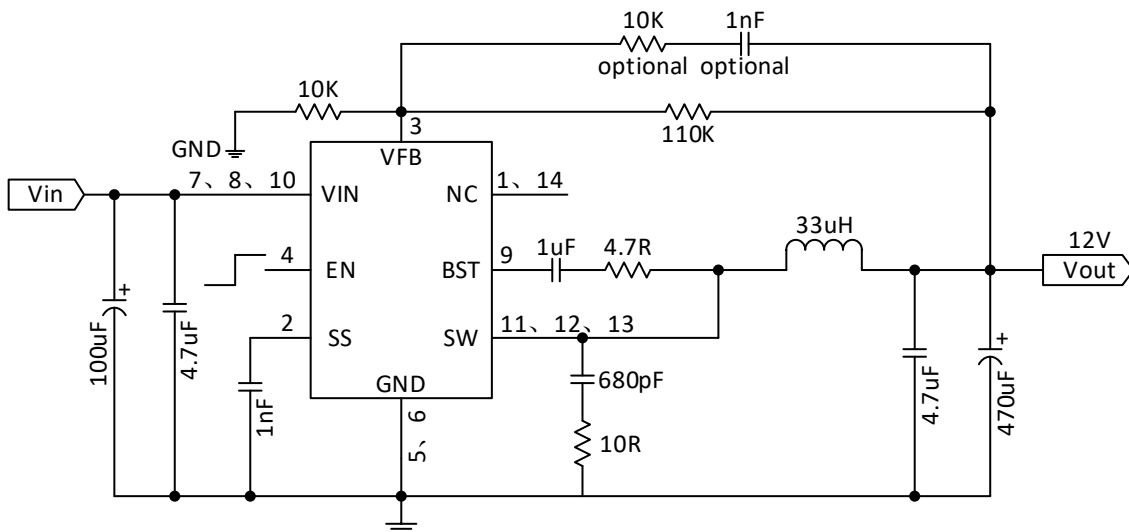 10K 1nF
optional optional
10K
110K
3
GND
VFB
Vin
7、8、10
VIN
NC
1、14
33uH
12V
1uF
4.7R
4
EN
BST
9
Vout
2
SS
SW
11、12、13
100uF
4.7uF
1nF
GND
5、6
680pF
10R
4.7uF
470uF
+
+